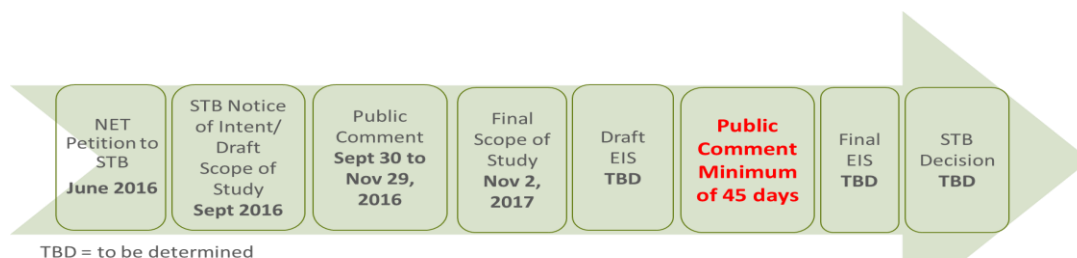 NET
Petition to
STB
June 2016
STB Notice
of Intent/
Draft
Scope of
Study
Sept 2016
Public
Comment
Sept 30 to
Nov 29,
2016
Final
Scope of
Study
Nov 2,
2017
Draft
EIS
TBD
Public
Comment
Minimum
of 45 days
Final
EIS
TBD
STB
Decision
TBD
TBD = to be determined